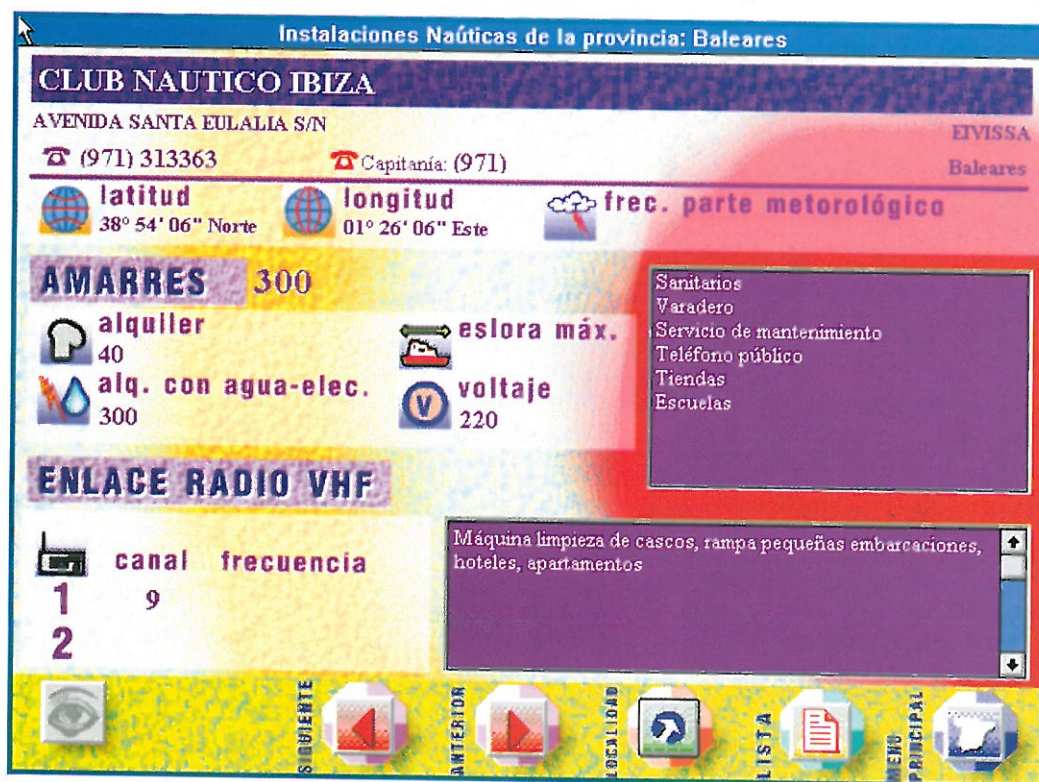 Instalaciones Naúticas de la provincia: Baleares
CLUB NAUTICO IBIZA
AVENIDA SANTA EULALIA S/N
EIVISSA
(971) 313363
Capitanía: (971)
Baleares
latitud
38° 54' 06" Norte
longitud
01° 26' 06" Este
frec. parte metorológico
AMARRES 300
alquiler
40
eslora máx.
alq. con agua-elec.
300
voltaje
V
220
Sanitarios
Varadero
Servicio de mantenimiento
Teléfono público
Tiendas
Escuelas
ENLACE RADIO VHF
canal frecuencia
1 9
2
Máquina limpieza de cascos, rampa pequeñas embarcaciones,
hoteles, apartamentos
SIGUIENTE
ANTERIOR
LOCALIDAD
LISTA
MENU
PRINCIPAL